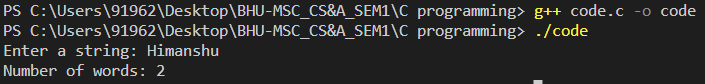 PS C:\Users\91962\Desktop\BHU-MSC_CS&A_SEM1\C programming> g++ code.c -o code
PS C:\Users\91962\Desktop\BHU-MSC_CS&A_SEM1\C programming> ./code
Enter a string: Himanshu
Number of words: 2